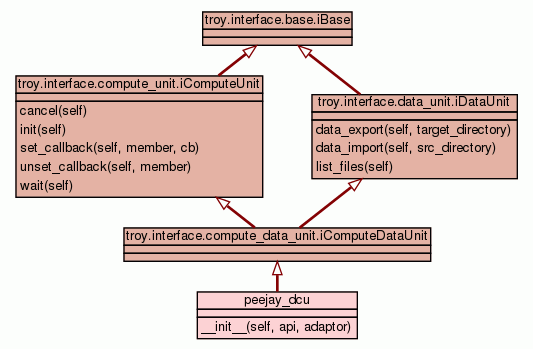 troy.interface.base.iBase
troy.interface.compute_unit.iComputeUnit
cancel(self)
init(self)
set_callback(self, member, cb)
unset_callback(self, member)
wait(self)
troy.interface.data_unit.iDataUnit
data_export(self, target_directory)
data_import(self, src_directory)
list_files(self)
troy.interface.compute_data_unit.iComputeDataUnit
peejay_dcu
__init__(self, api, adaptor)